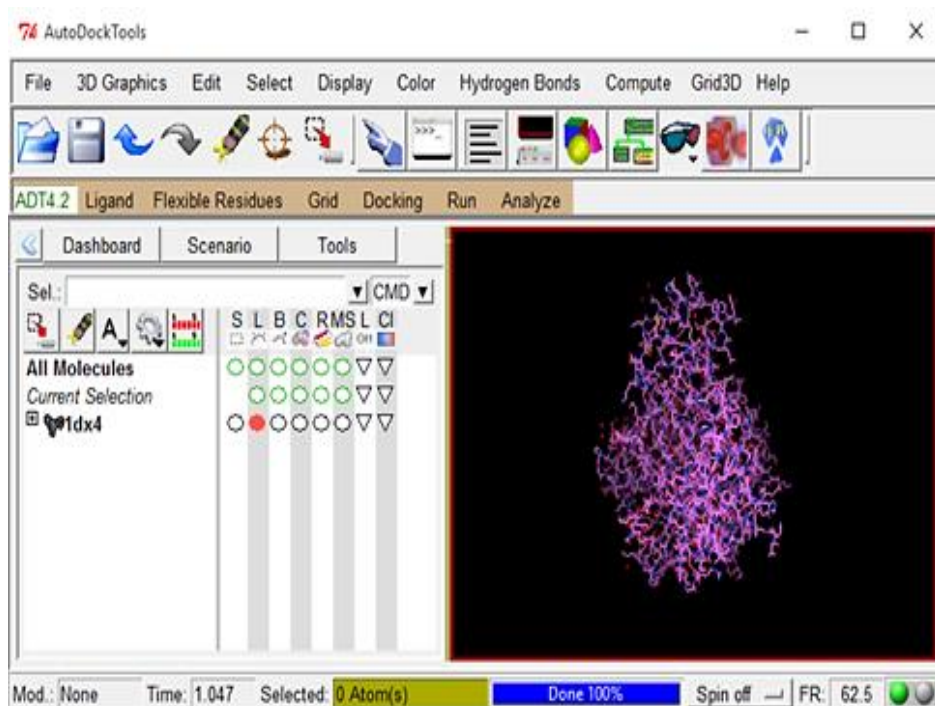 AutoDockTools
File 3D Graphics Edit Select Display Color Hydrogen Bonds Compute Grid3D Help
>>>_
ADT4.2 Ligand Flexible Residues Grid Docking Run Analyze
Dashboard Scenario Tools
Sel.: CMD
A
S L B C R MS L Cl
All Molecules
Current Selection
1dx4
Mod.: None Time: 1.047 Selected: 0 Atom(s) Done 100% Spin off FR: 62.5